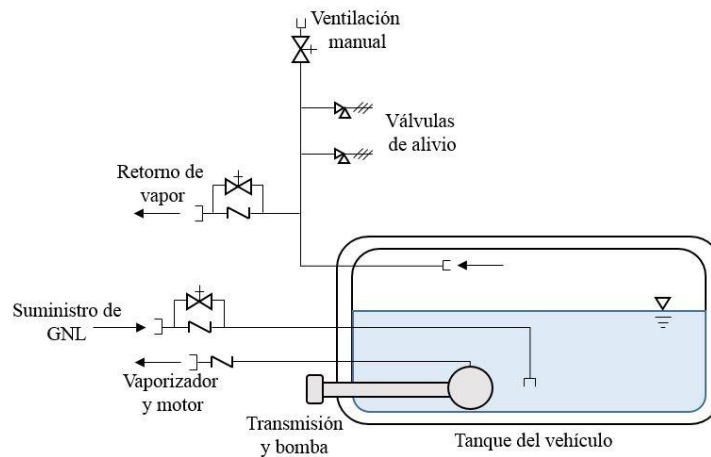 Ventilación
manual
Válvulas
de alivio
Retorno de
vapor
Suministro de
GNL
Vaporizador
y motor
Transmisión
y bomba
Tanque del vehículo